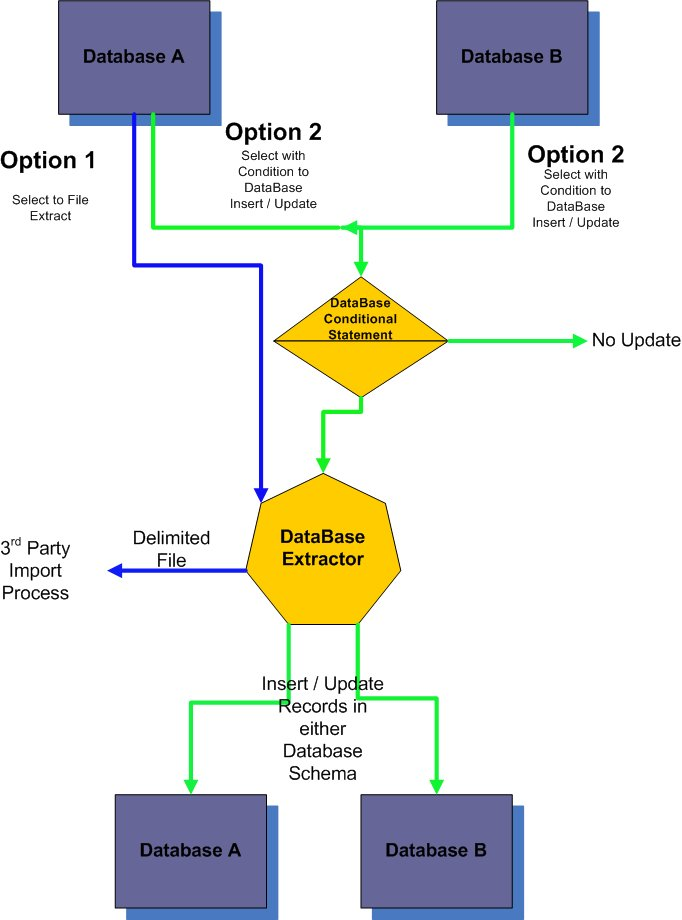 Database A
Database B
Option 1
Select to File
Extract
Option 2
Select with
Condition to
DataBase
Insert / Update
Option 2
Select with
Condition to
DataBase
Insert / Update
DataBase
Conditional
Statement
No Update
DataBase
Extractor
Delimited
File
3rd Party
Import
Process
Insert / Update
Records in
either
Database
Schema
Database A
Database B